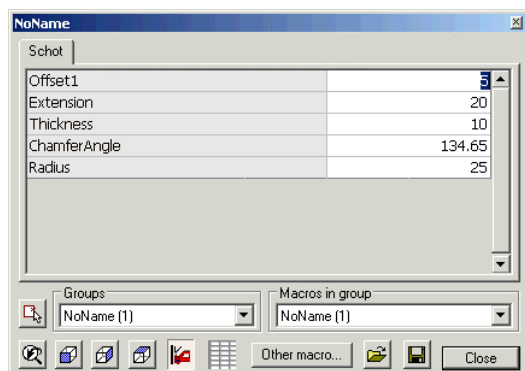 NoName
Schot
Offset1 5
Extension 20
Thickness 10
ChamferAngle 134.65
Radius 25
Groups Macros in group
NoName (1) NoName (1)
Other macro... Close